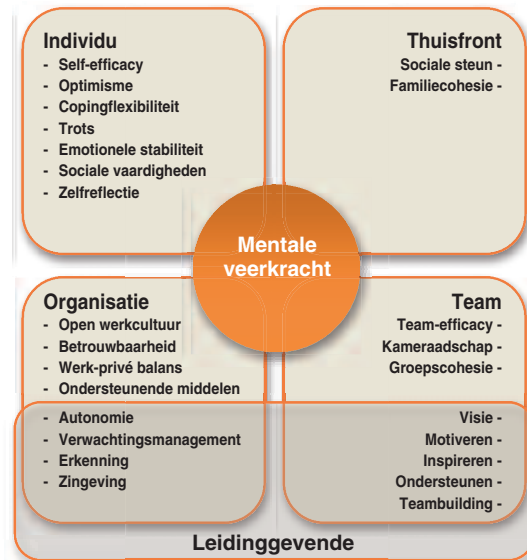 Individu
- Self-efficacy
- Optimisme
- Copingflexibiliteit
- Trots
- Emotionele stabiliteit
- Sociale vaardigheden
- Zelfreflectie
Thuisfront
Sociale steun -
Familiecohesie -
Mentale
veerkracht
Organisatie
- Open werkcultuur
- Betrouwbaarheid
- Werk-privé balans
- Ondersteunende middelen
- Autonomie
- Verwachtingsmanagement
- Erkenning
- Zingeving
Team
Team-efficacy -
Kameraadschap -
Groepscohesie -
Visie -
Motiveren -
Inspireren -
Ondersteunen -
Teambuilding -
Leidinggevende